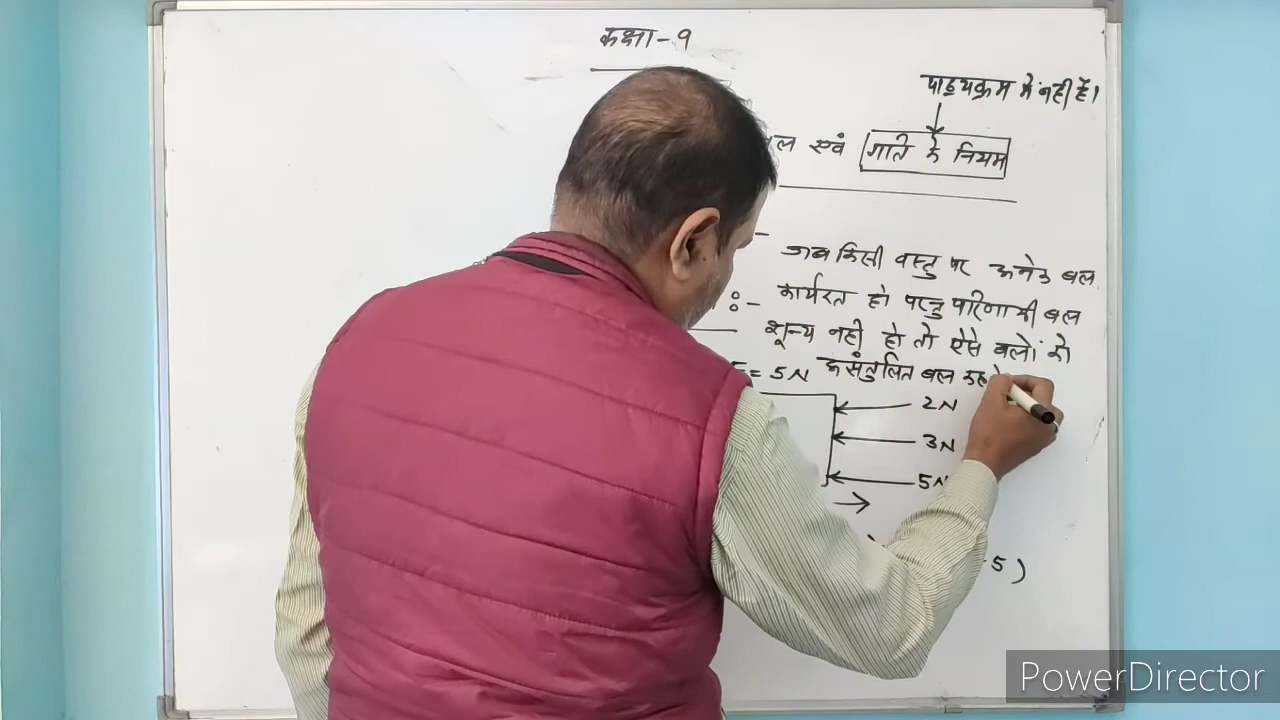 कक्षा - 9
पाठ्यक्रम में नहीं है।
ल एवं गति के नियम
जब किसी वस्तु पर अनेक बल
:- कार्यरत हो परन्तु परिणामी बल
शून्य नहीं हो तो ऐसे बलों को
= 5N असंतुलित बल कह
2N
3N
5N
5)
PowerDirector